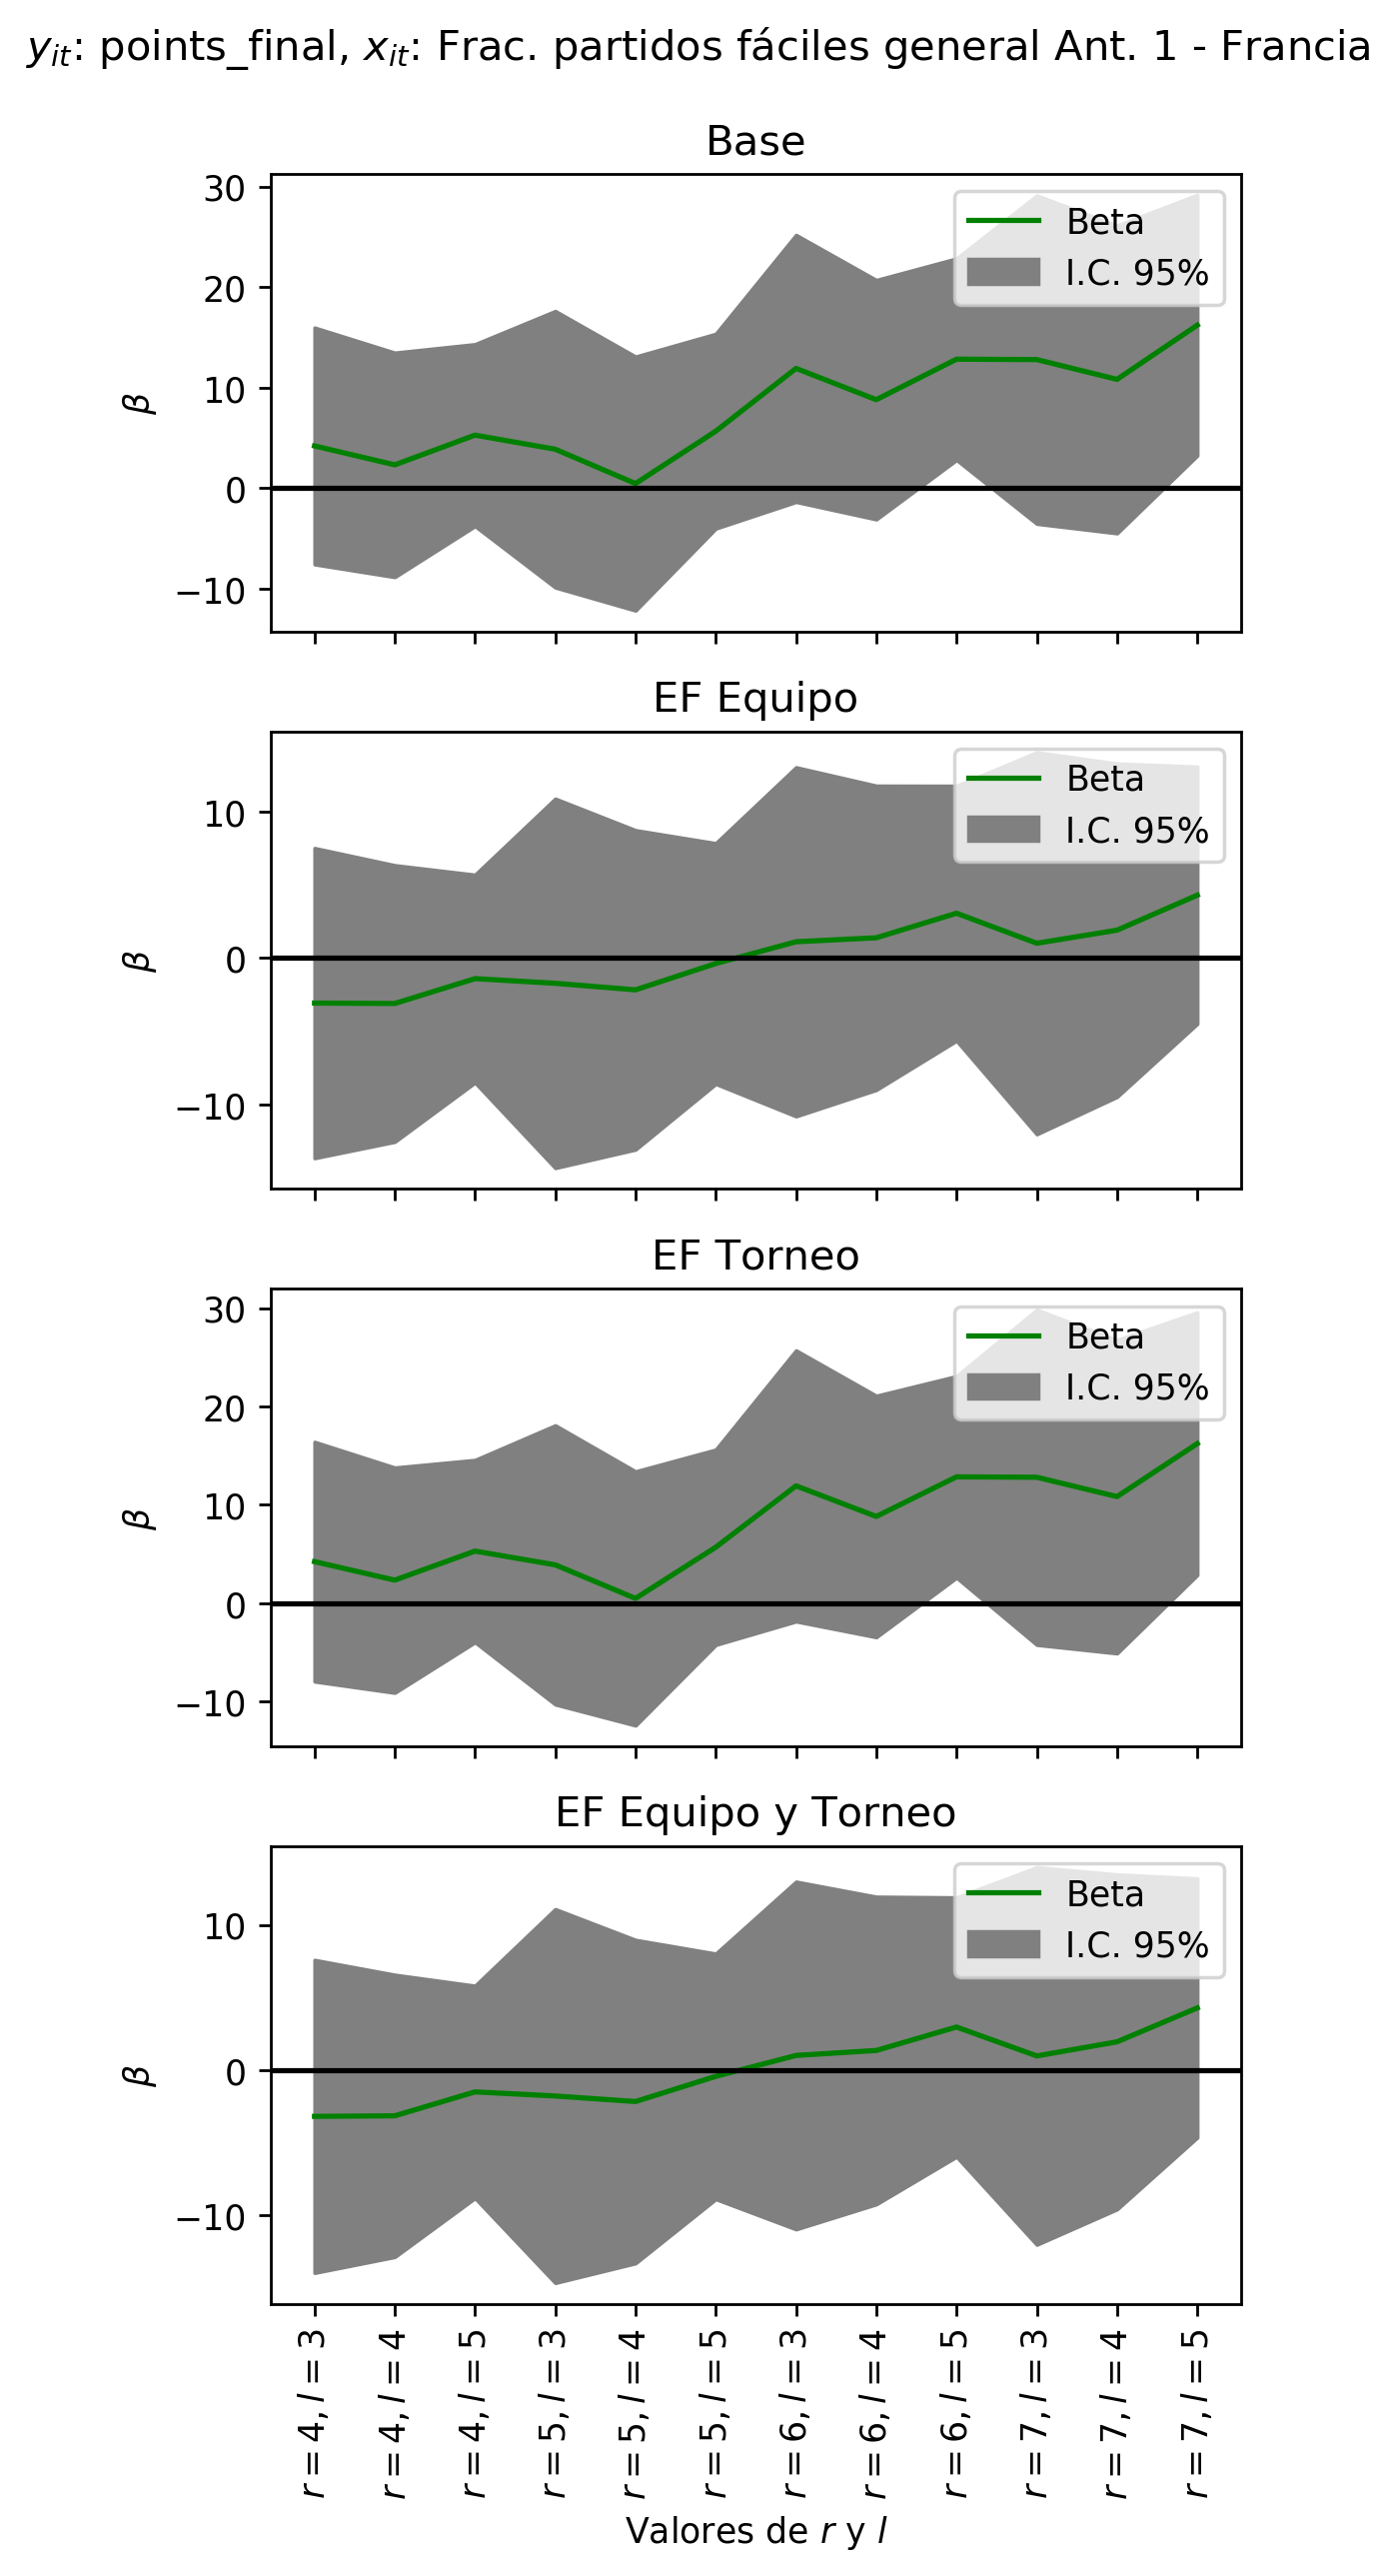 y_it: points_final, x_it: Frac. partidos fáciles general Ant. 1 - Francia
Base
30
20
10
0
−10
β
Beta
I.C. 95%
EF Equipo
10
0
−10
β
Beta
I.C. 95%
EF Torneo
30
20
10
0
−10
β
Beta
I.C. 95%
EF Equipo y Torneo
10
0
−10
β
Beta
I.C. 95%
r = 4, l = 3
r = 4, l = 4
r = 4, l = 5
r = 5, l = 3
r = 5, l = 4
r = 5, l = 5
r = 6, l = 3
r = 6, l = 4
r = 6, l = 5
r = 7, l = 3
r = 7, l = 4
r = 7, l = 5
Valores de r y l